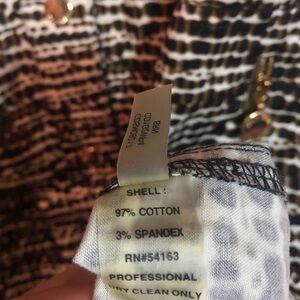 SHELL:
97% COTTON
3% SPANDEX
RN#54163
PROFESSIONAL
DRY CLEAN ONLY